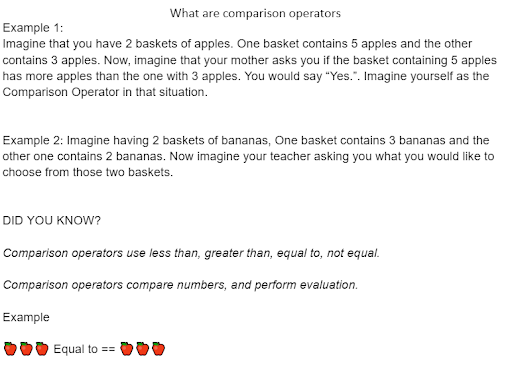 What are comparison operators
Example 1:
Imagine that you have 2 baskets of apples. One basket contains 5 apples and the other
contains 3 apples. Now, imagine that your mother asks you if the basket containing 5 apples
has more apples than the one with 3 apples. You would say “Yes.”. Imagine yourself as the
Comparison Operator in that situation.
Example 2: Imagine having 2 baskets of bananas, One basket contains 3 bananas and the
other one contains 2 bananas. Now imagine your teacher asking you what you would like to
choose from those two baskets.
DID YOU KNOW?
Comparison operators use less than, greater than, equal to, not equal.
Comparison operators compare numbers, and perform evaluation.
Example
Equal to ==